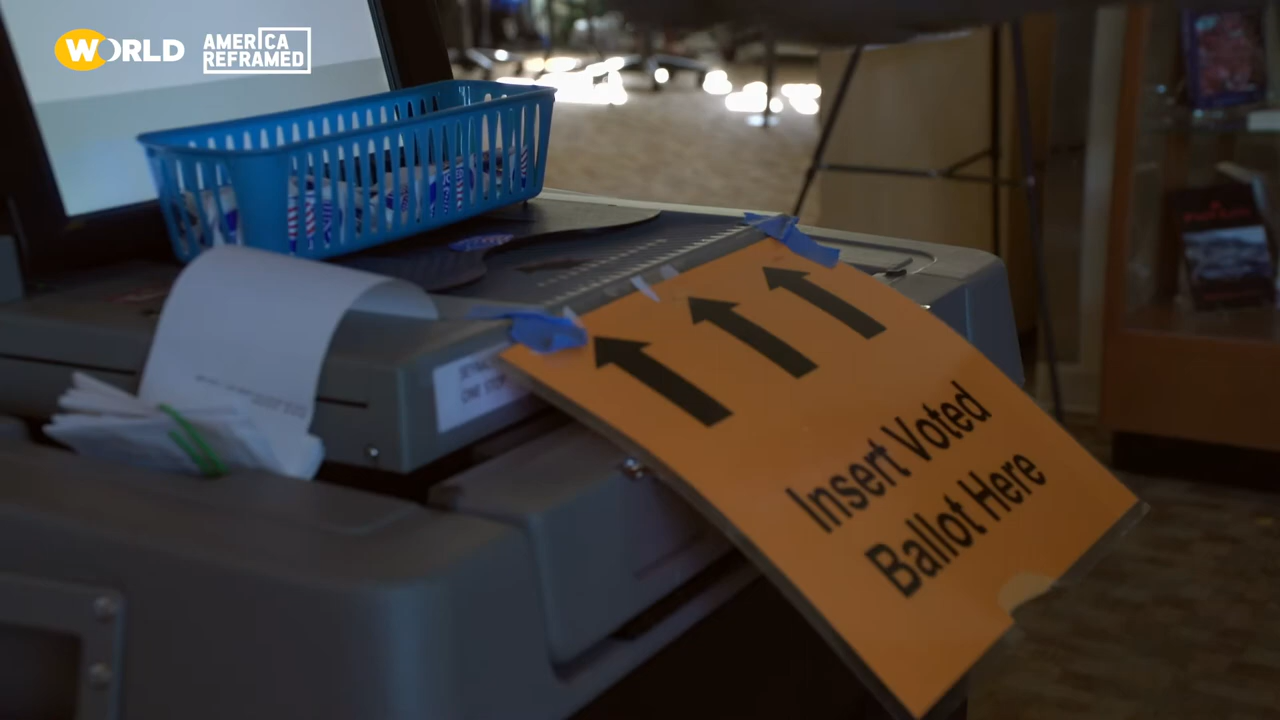 WORLD
AMERICA
REFRAMED
Insert Voted
Ballot Here